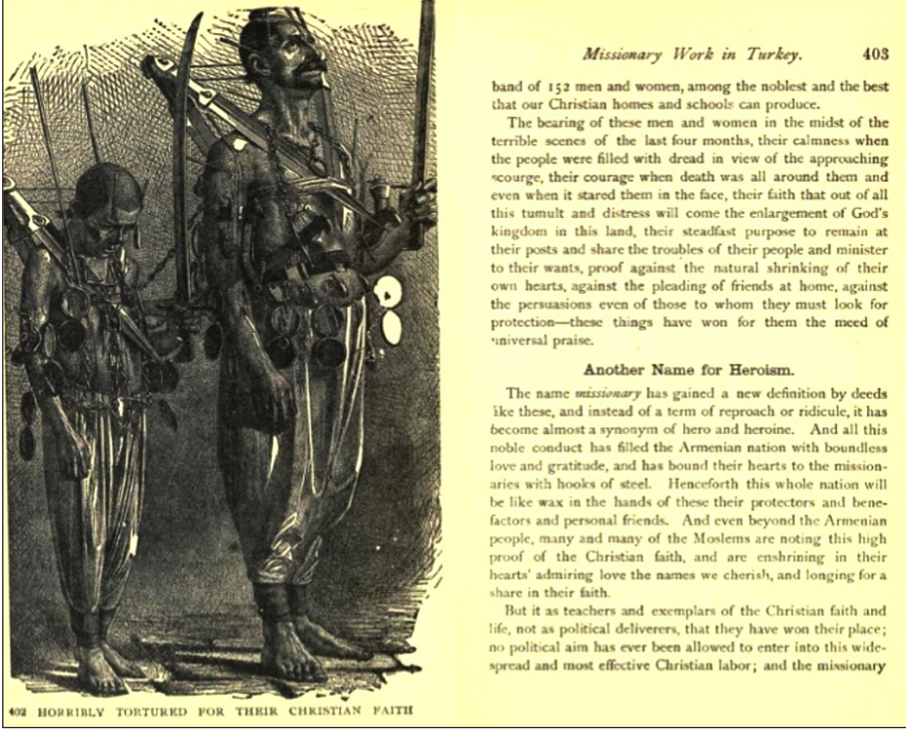 402 HORRIBLY TORTURED FOR THEIR CHRISTIAN FAITH
Missionary Work in Turkey. 403
band of 152 men and women, among the noblest and the best
that our Christian homes and schools can produce.
The bearing of these men and women in the midst of the
terrible scenes of the last four months, their calmness when
the people were filled with dread in view of the approaching
scourge, their courage when death was all around them and
even when it stared them in the face, their faith that out of all
this tumult and distress will come the enlargement of God's
kingdom in this land, their steadfast purpose to remain at
their posts and share the troubles of their people and minister
to their wants, proof against the natural shrinking of their
own hearts, against the pleading of friends at home, against
the persuasions even of those to whom they must look for
protection—these things have won for them the meed of
universal praise.
Another Name for Heroism.
The name missionary has gained a new definition by deeds
like these, and instead of a term of reproach or ridicule, it has
become almost a synonym of hero and heroine. And all this
noble conduct has filled the Armenian nation with boundless
love and gratitude, and has bound their hearts to the mission-
aries with hooks of steel. Henceforth this whole nation will
be like wax in the hands of these their protectors and bene-
factors and personal friends. And even beyond the Armenian
people, many and many of the Moslems are noting this high
proof of the Christian faith, and are enshrining in their
hearts' admiring love the names we cherish, and longing for a
share in their faith.
But it as teachers and exemplars of the Christian faith and
life, not as political deliverers, that they have won their place;
no political aim has ever been allowed to enter into this wide-
spread and most effective Christian labor; and the missionary